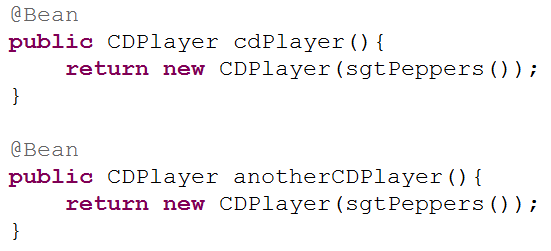 @Bean
public CDPlayer cdPlayer(){
    return new CDPlayer(sgtPeppers());
}

@Bean
public CDPlayer anotherCDPlayer(){
    return new CDPlayer(sgtPeppers());
}